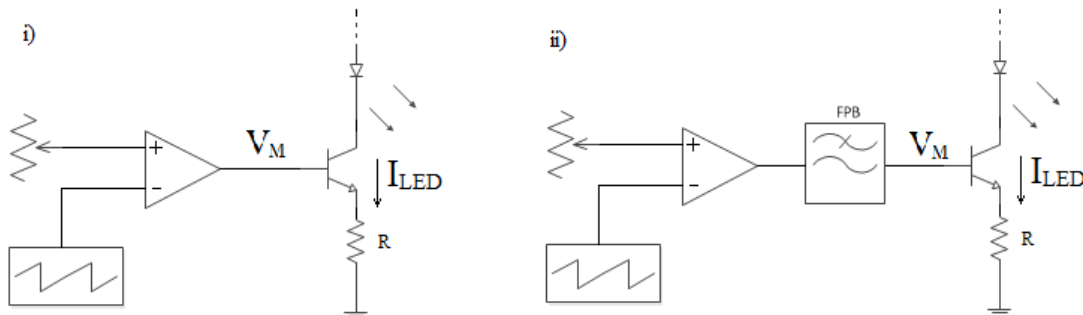 i)
+
-
V_M
I_LED
R
ii)
+
-
FPB
V_M
I_LED
R